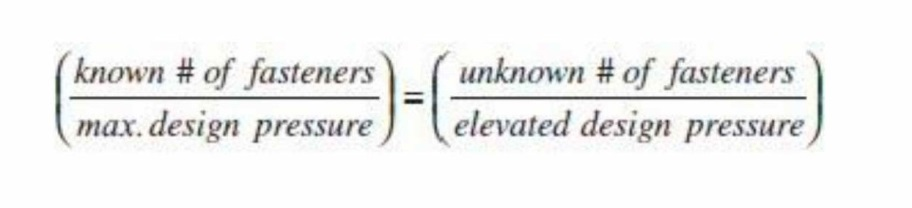 (known # of fasteners / max. design pressure) = (unknown # of fasteners / elevated design pressure)